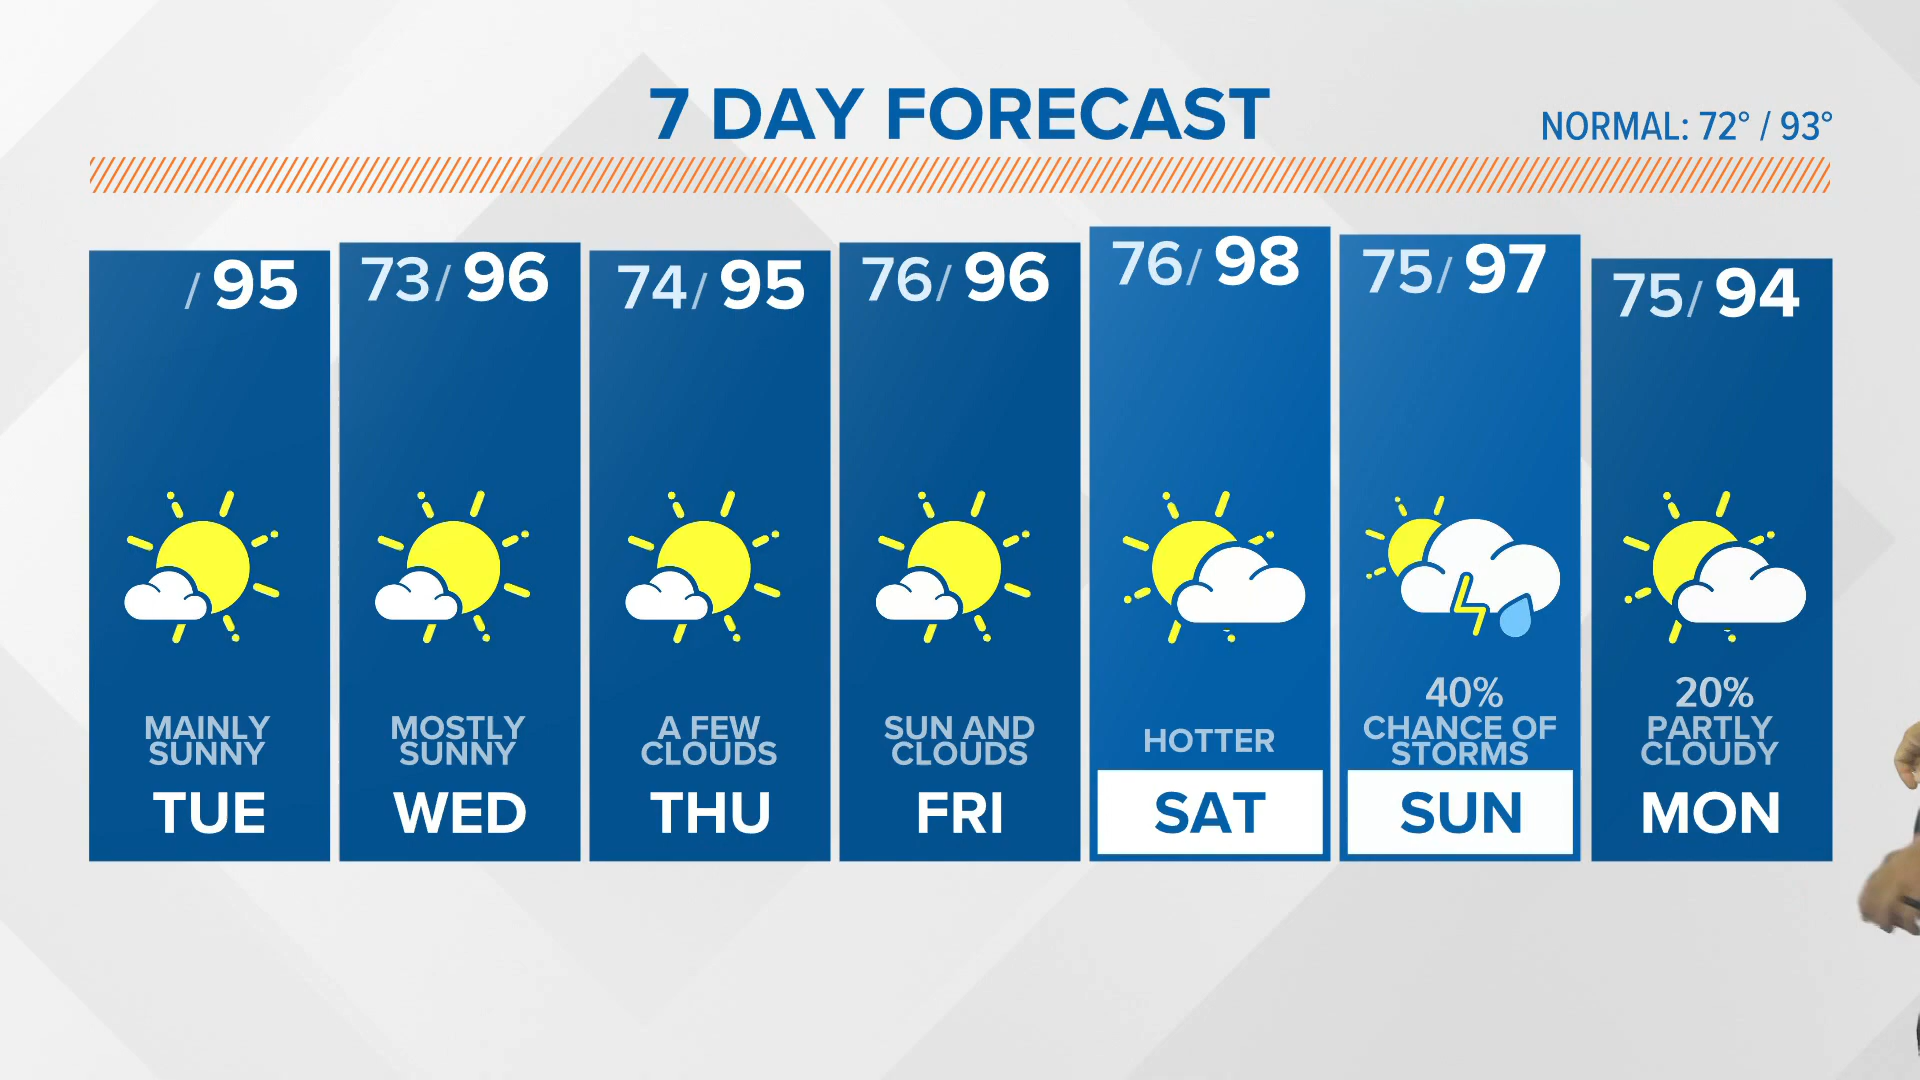 7 DAY FORECAST
NORMAL: 72° / 93°
/ 95
MAINLY
SUNNY
TUE
73/ 96
MOSTLY
SUNNY
WED
74/ 95
A FEW
CLOUDS
THU
76/ 96
SUN AND
CLOUDS
FRI
76/ 98
HOTTER
SAT
75/ 97
40%
CHANCE OF
STORMS
SUN
75/ 94
20%
PARTLY
CLOUDY
MON